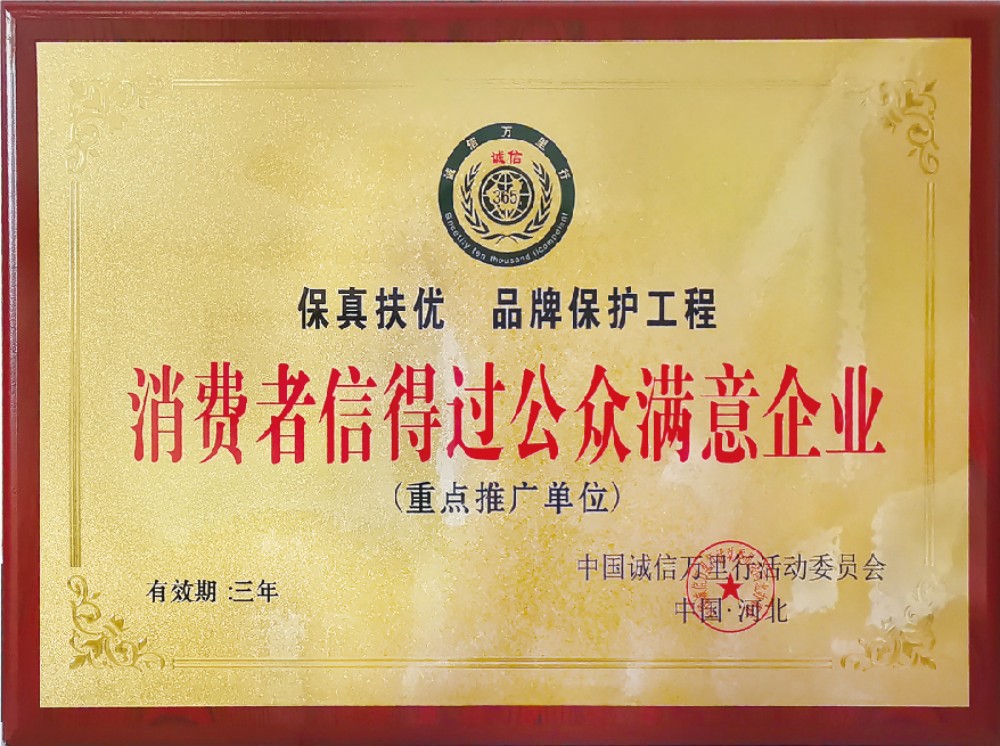 诚信万里行
诚信
365
保真扶优 品牌保护工程
消费者信得过公众满意企业
(重点推广单位)
中国诚信万里行活动委员会
有效期:三年
中国·河北